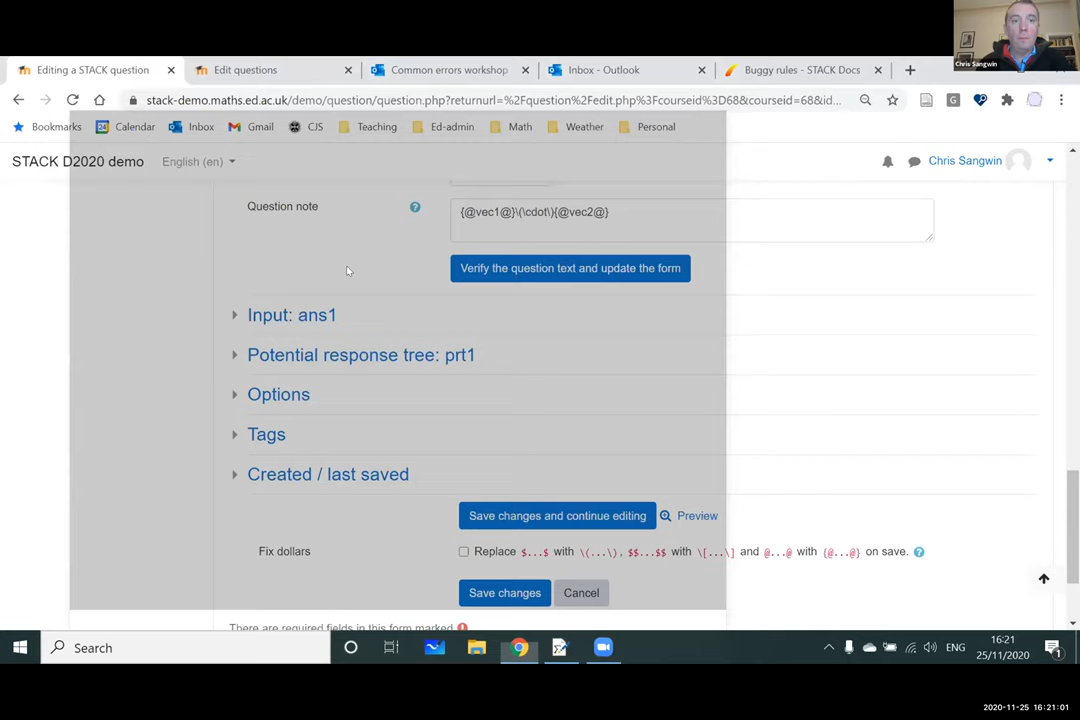 Chris Sangwin
Editing a STACK question
Edit questions
Common errors workshop
Inbox - Outlook
Buggy rules - STACK Docs
stack-demo.maths.ed.ac.uk/demo/question/question.php?returnurl=%2Fquestion%2Fedit.php%3Fcourseid%3D68&courseid=68&id...
Bookmarks
Calendar
Inbox
Gmail
CJS
Teaching
Ed-admin
Math
Weather
Personal
STACK D2020 demo
English (en)
Chris Sangwin
Question note
{@vec1@}\(\cdot\){@vec2@}
Verify the question text and update the form
Input: ans1
Potential response tree: prt1
Options
Tags
Created / last saved
Save changes and continue editing
Preview
Fix dollars
Replace $...$ with \(...\), $$...$$ with \[...\] and @...@ with {@...@} on save.
Save changes
Cancel
There are required fields in this form marked
Search
ENG
16:21
25/11/2020
1
2020-11-25 16:21:01